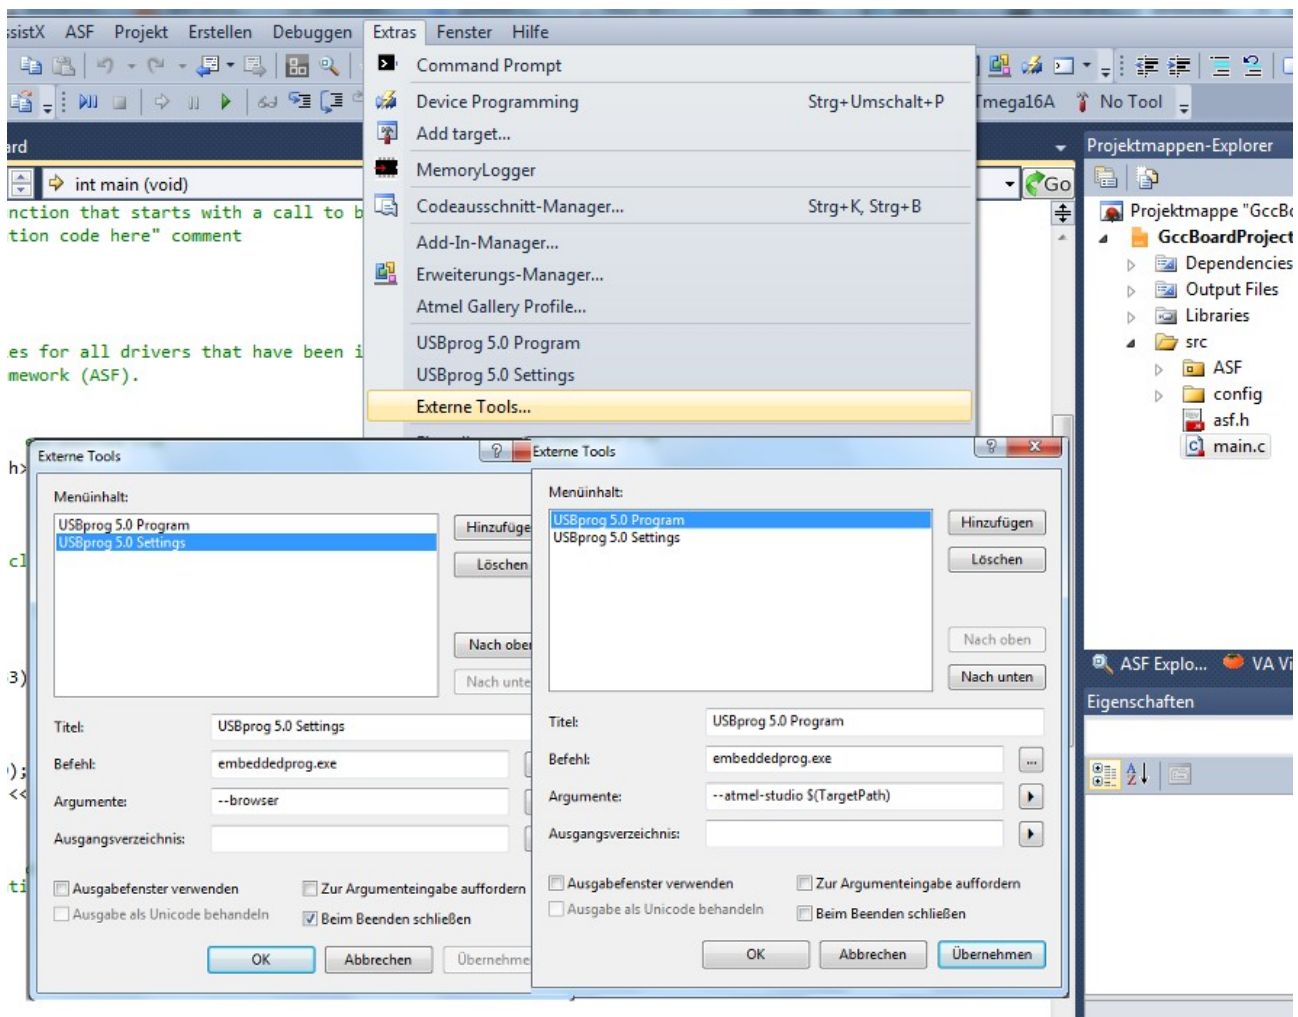 ssistX ASF Projekt Erstellen Debuggen Extras Fenster Hilfe
Command Prompt
Device Programming Strg+Umschalt+P
Tmega16A No Tool
Add target...
MemoryLogger
Codeausschnitt-Manager... Strg+K, Strg+B
Add-In-Manager...
Erweiterungs-Manager...
Atmel Gallery Profile...
USBprog 5.0 Program
USBprog 5.0 Settings
Externe Tools...
ard
int main (void)
Go
nction that starts with a call to b
tion code here" comment
es for all drivers that have been i
mework (ASF).
h>
cl
3)
);
<<
ti
Projektmappen-Explorer
Projektmappe "GccBo
GccBoardProject
Dependencies
Output Files
Libraries
src
ASF
config
asf.h
main.c
ASF Explo... VA Vi
Eigenschaften
Externe Tools
Menüinhalt:
USBprog 5.0 Program
USBprog 5.0 Settings
Hinzufüge
Löschen
Nach ober
Nach unte
Titel: USBprog 5.0 Settings
Befehl: embeddedprog.exe
Argumente: --browser
Ausgangsverzeichnis:
Ausgabefenster verwenden Zur Argumenteingabe auffordern
Ausgabe als Unicode behandeln Beim Beenden schließen
OK Abbrechen Übernehme
Externe Tools
Menüinhalt:
USBprog 5.0 Program
USBprog 5.0 Settings
Hinzufügen
Löschen
Nach oben
Nach unten
Titel: USBprog 5.0 Program
Befehl: embeddedprog.exe ...
Argumente: --atmel-studio $(TargetPath)
Ausgangsverzeichnis:
Ausgabefenster verwenden Zur Argumenteingabe auffordern
Ausgabe als Unicode behandeln Beim Beenden schließen
OK Abbrechen Übernehmen